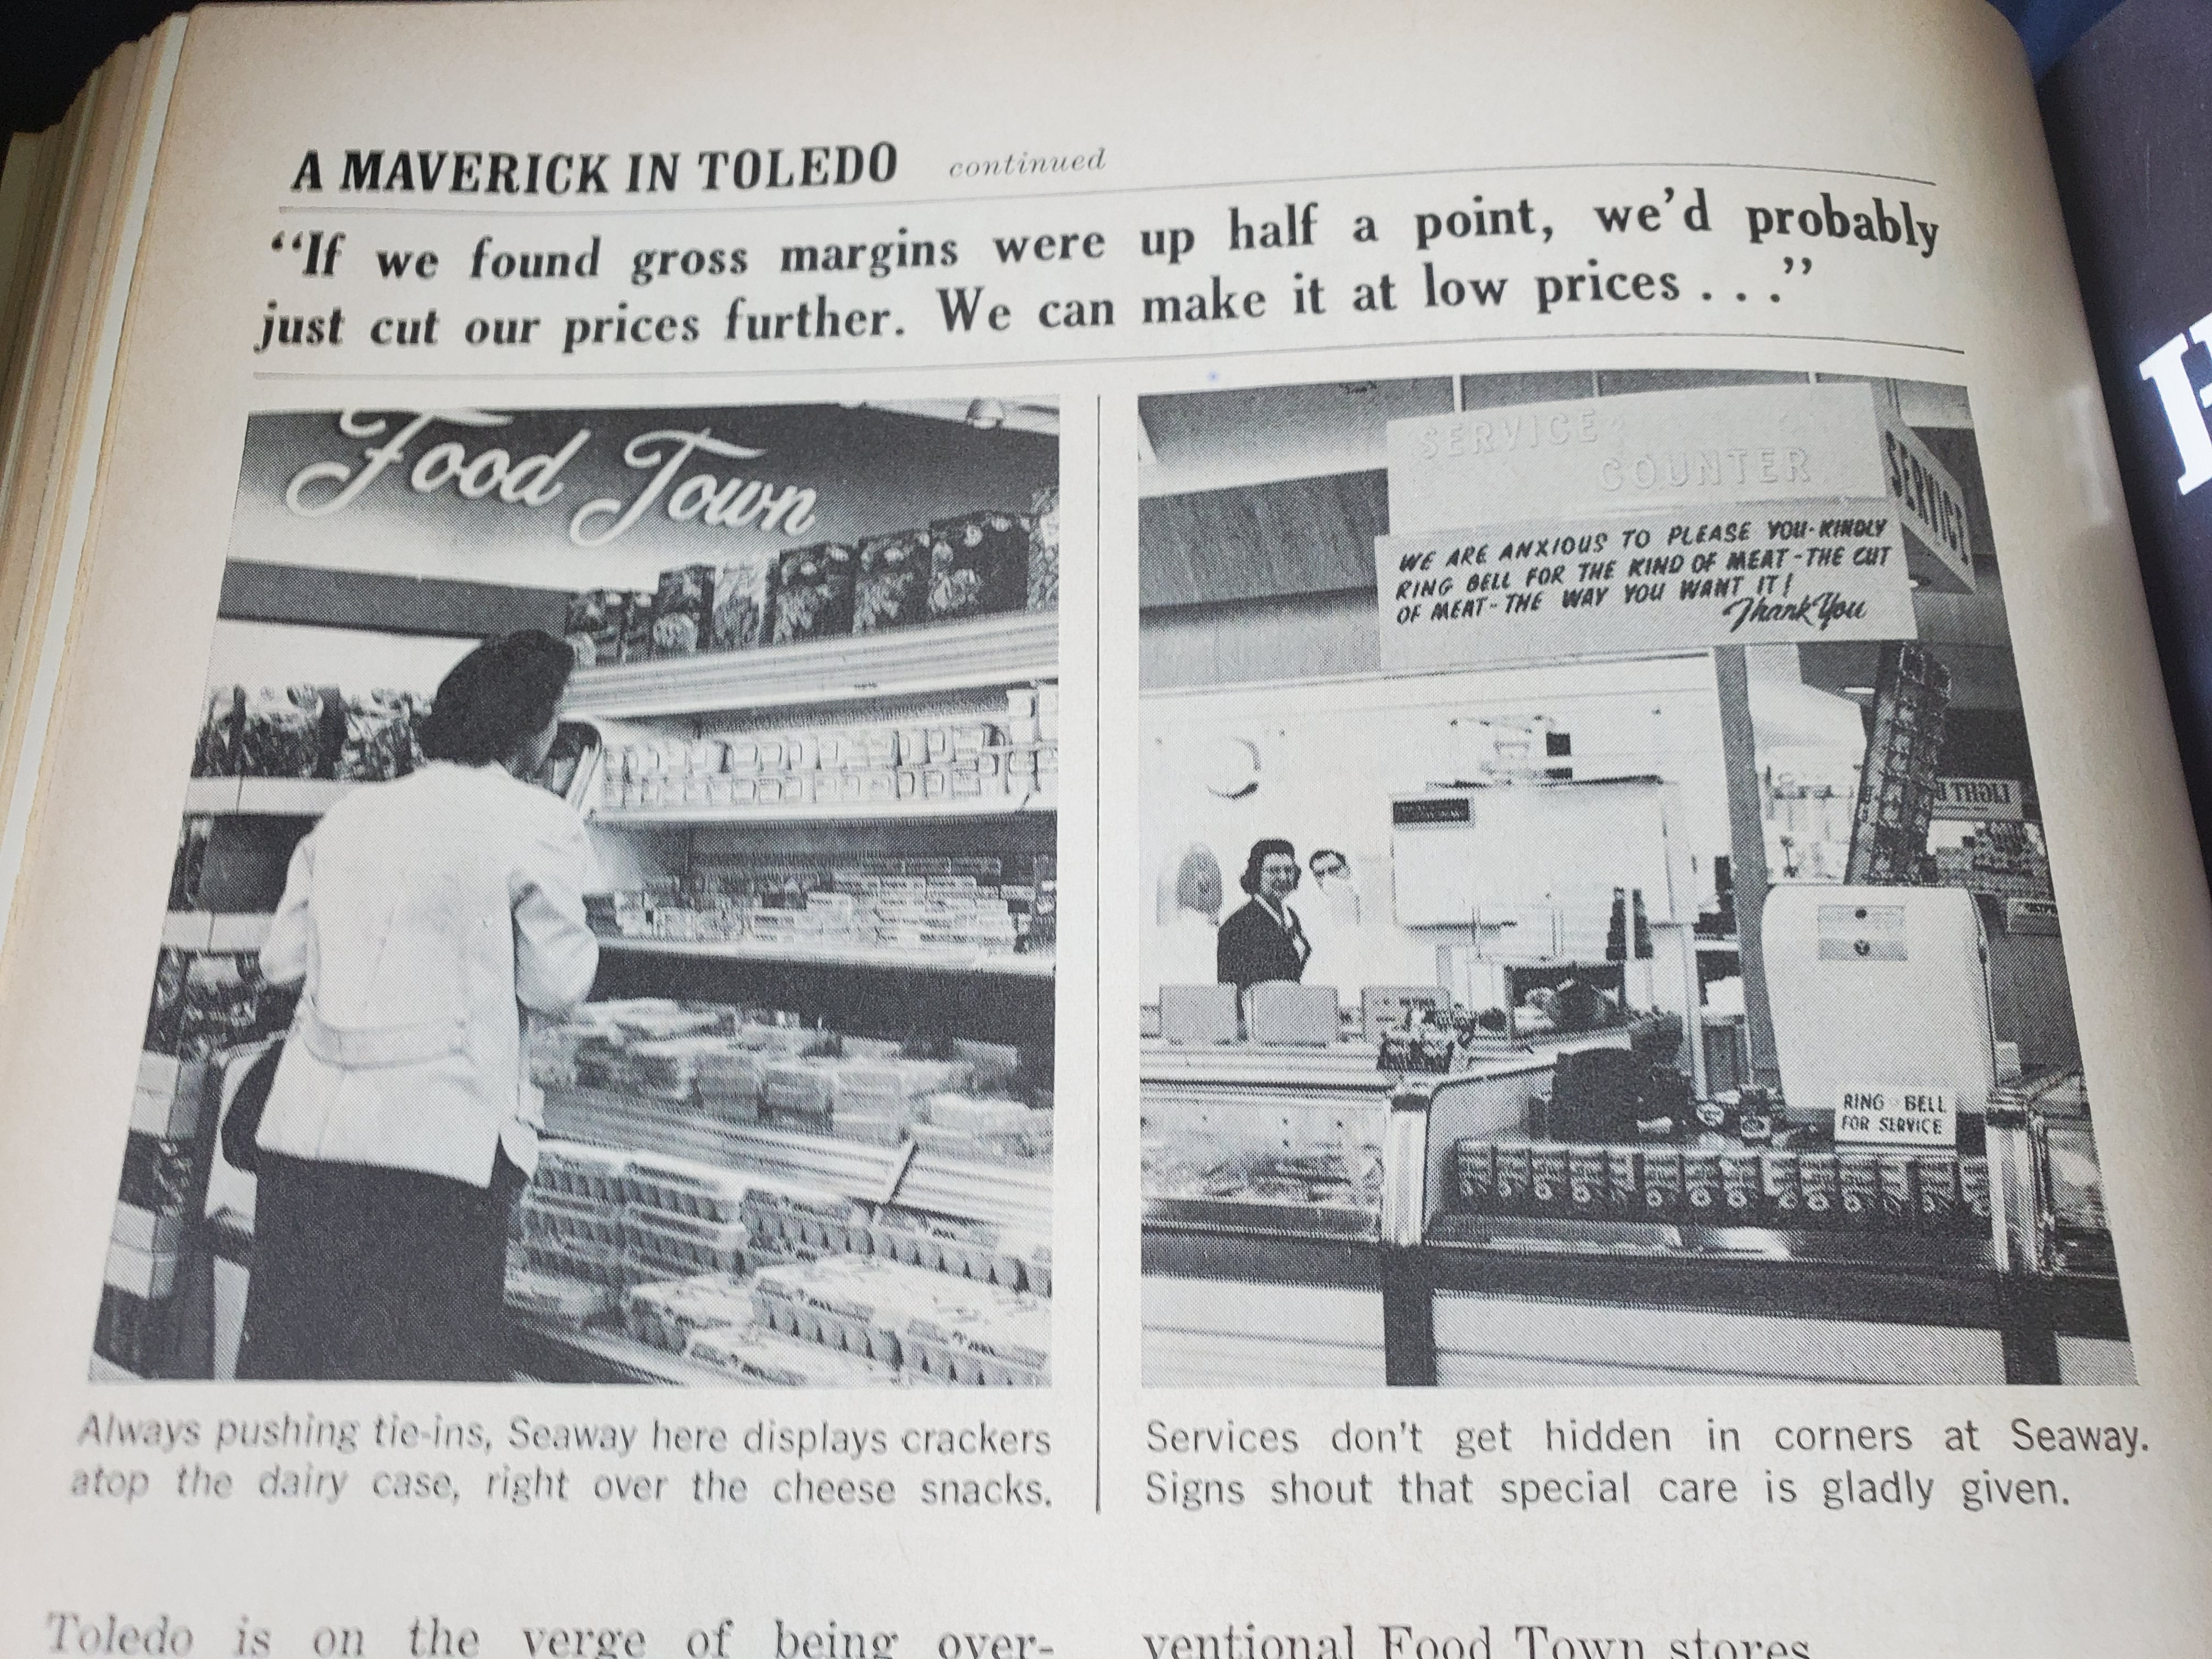 A MAVERICK IN TOLEDO continued
“If we found gross margins were up half a point, we’d probably
just cut our prices further. We can make it at low prices . . .”
Food Town
SERVICE
COUNTER
SERVICE
WE ARE ANXIOUS TO PLEASE YOU-KINDLY
RING BELL FOR THE KIND OF MEAT-THE CUT
OF MEAT-THE WAY YOU WANT IT!
Thank You
LIGHT
RING BELL
FOR SERVICE
Always pushing tie-ins, Seaway here displays crackers
atop the dairy case, right over the cheese snacks.
Services don’t get hidden in corners at Seaway.
Signs shout that special care is gladly given.
Toledo is on the verge of being over-
ventional Food Town stores